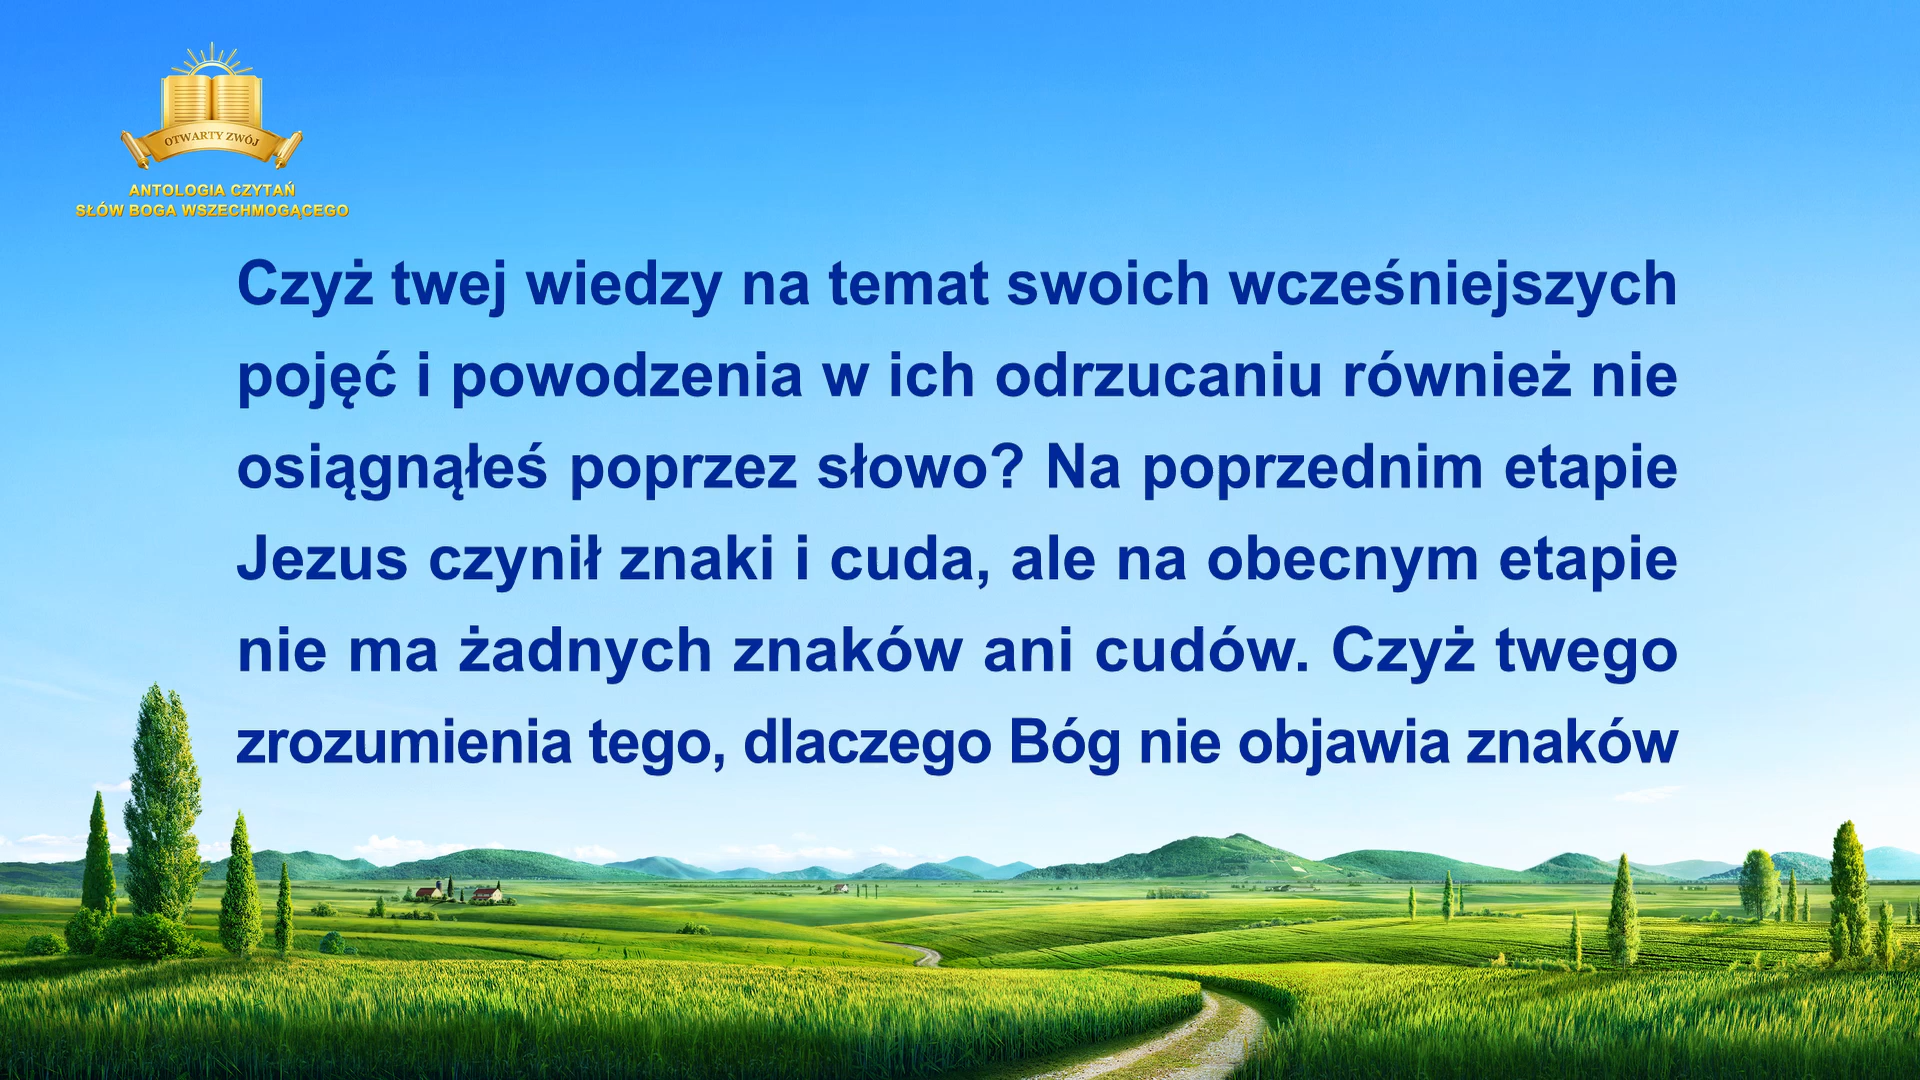 OTWARTY ZWÓJ
ANTOLOGIA CZYTAŃ
SŁÓW BOGA WSZECHMOGĄCEGO
Czyż twej wiedzy na temat swoich wcześniejszych
pojęć i powodzenia w ich odrzucaniu również nie
osiągnąłeś poprzez słowo? Na poprzednim etapie
Jezus czynił znaki i cuda, ale na obecnym etapie
nie ma żadnych znaków ani cudów. Czyż twego
zrozumienia tego, dlaczego Bóg nie objawia znaków